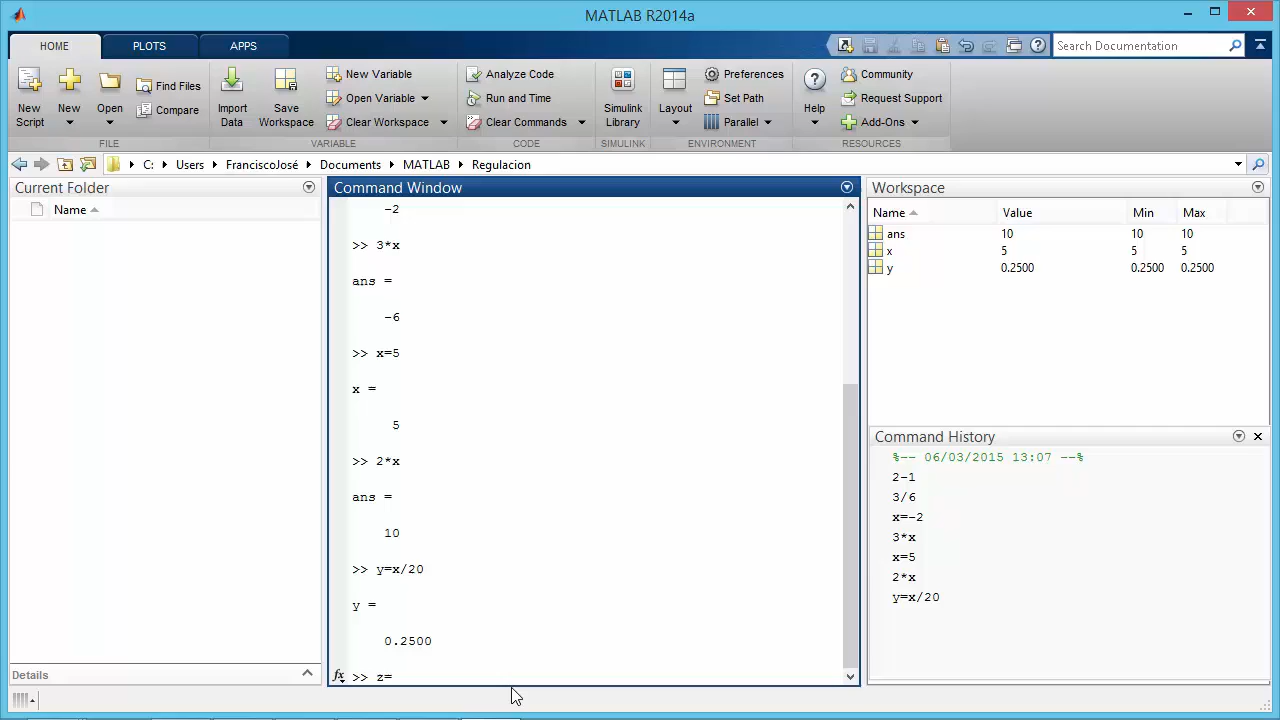 MATLAB R2014a
HOME PLOTS APPS
Search Documentation
New Script
New
Open
Find Files
Compare
Import Data
Save Workspace
New Variable
Open Variable
Clear Workspace
Analyze Code
Run and Time
Clear Commands
Simulink Library
Layout
Preferences
Set Path
Parallel
Help
Community
Request Support
Add-Ons
FILE VARIABLE CODE SIMULINK ENVIRONMENT RESOURCES
C: Users FranciscoJosé Documents MATLAB Regulacion
Current Folder
Name
Details
Command Window
-2
>> 3*x
ans =
-6
>> x=5
x =
5
>> 2*x
ans =
10
>> y=x/20
y =
0.2500
fx >> z=
Workspace
Name Value Min Max
ans 10 10 10
x 5 5 5
y 0.2500 0.2500 0.2500
Command History
%-- 06/03/2015 13:07 --%
2-1
3/6
x=-2
3*x
x=5
2*x
y=x/20